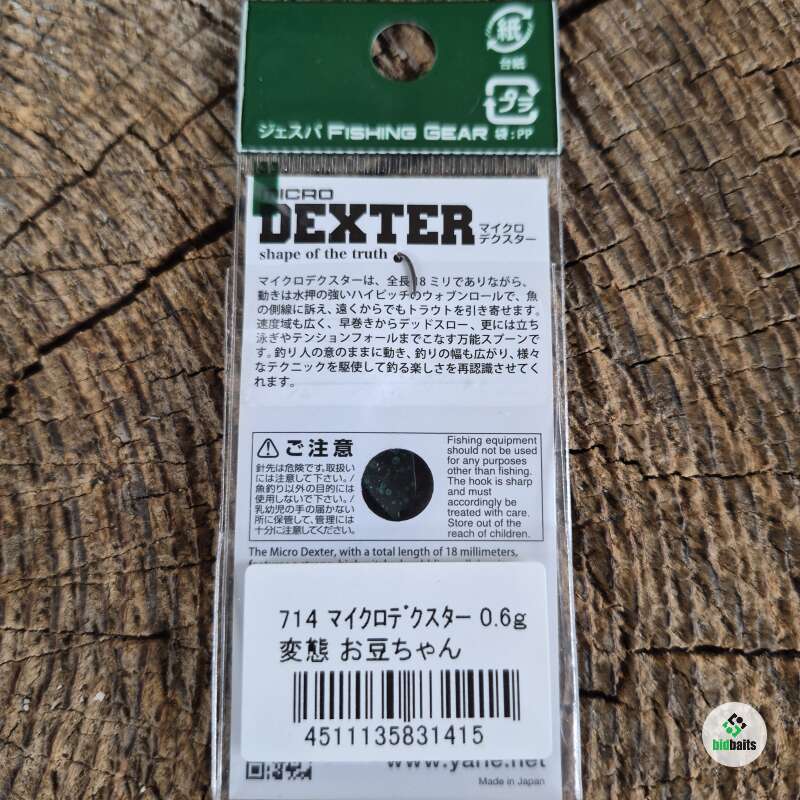 紙
台紙
プラ
ジェスパ FISHING GEAR 袋:PP
MICRO
DEXTER マイクロ
デクスター
shape of the truth
マイクロデクスターは、全長18ミリでありながら、
動きは水押の強いハイピッチのウォブンロールで、魚
の側線に訴え、遠くからでもトラウトを引き寄せます。
速度域も広く、早巻きからデッドスロー、更には立ち
泳ぎやテンションフォールまでこなす万能スプーンで
す。釣り人の意のままに動き、釣りの幅も広がり、様々
なテクニックを駆使して釣る楽しさを再認識させてく
れます。
ご注意
針先は危険です。取扱い
には注意して下さい。/
魚釣り以外の目的には
使用しないで下さい。/
乳幼児の手の届かない
所に保管して、管理には
十分に注意してください。
Fishing equipment
should not be used
for any purposes
other than fishing.
The hook is sharp
and must
accordingly be
treated with care.
Store out of the
reach of children.
The Micro Dexter, with a total length of 18 millimeters,
714 マイクロデクスター 0.6g
変態 お豆ちゃん
4511135831415
www.yarie.net
Made in Japan
bidbaits